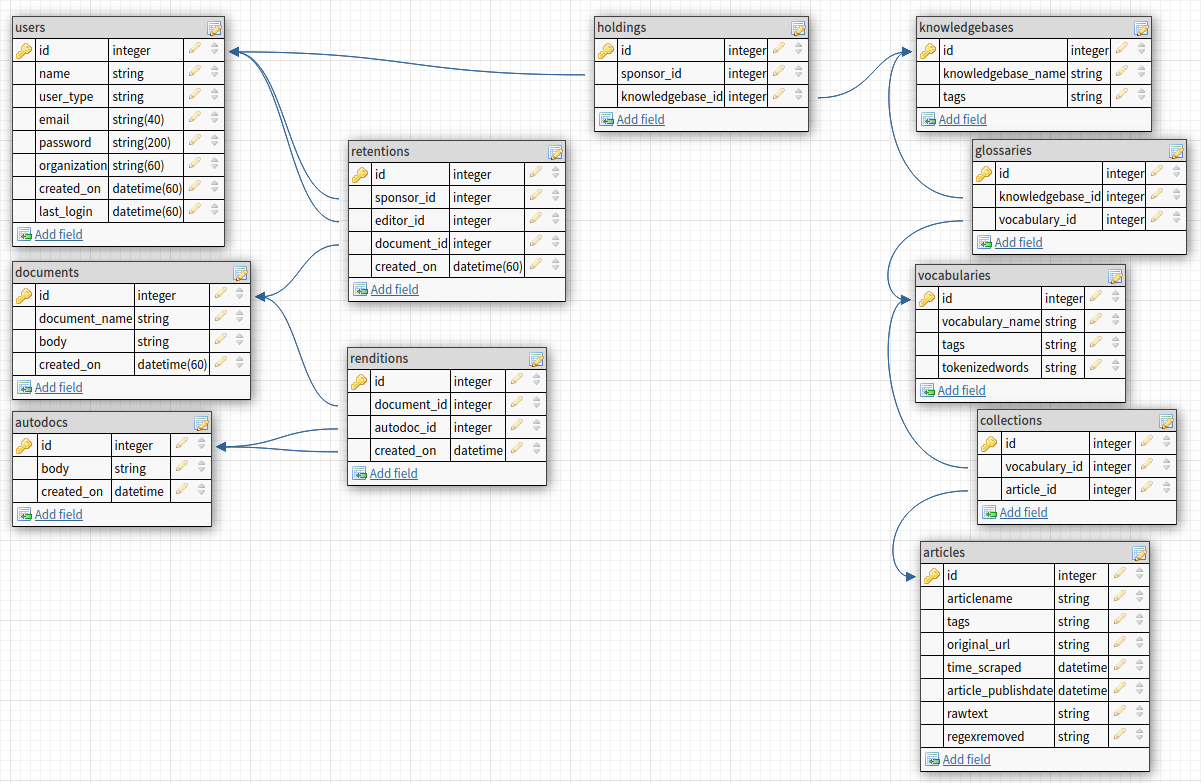 users
id integer
name string
user_type string
email string(40)
password string(200)
organization string(60)
created_on datetime(60)
last_login datetime(60)
Add field
documents
id integer
document_name string
body string
created_on datetime(60)
Add field
autodocs
id integer
body string
created_on datetime
Add field
retentions
id integer
sponsor_id integer
editor_id integer
document_id integer
created_on datetime(60)
Add field
renditions
id integer
document_id integer
autodoc_id integer
created_on datetime
Add field
holdings
id integer
sponsor_id integer
knowledgebase_id integer
Add field
knowledgebases
id integer
knowledgebase_name string
tags string
Add field
glossaries
id integer
knowledgebase_id integer
vocabulary_id integer
Add field
vocabularies
id integer
vocabulary_name string
tags string
tokenizedwords string
Add field
collections
id integer
vocabulary_id integer
article_id integer
Add field
articles
id integer
articlename string
tags string
original_url string
time_scraped datetime
article_publishdate datetime
rawtext string
regexremoved string
Add field